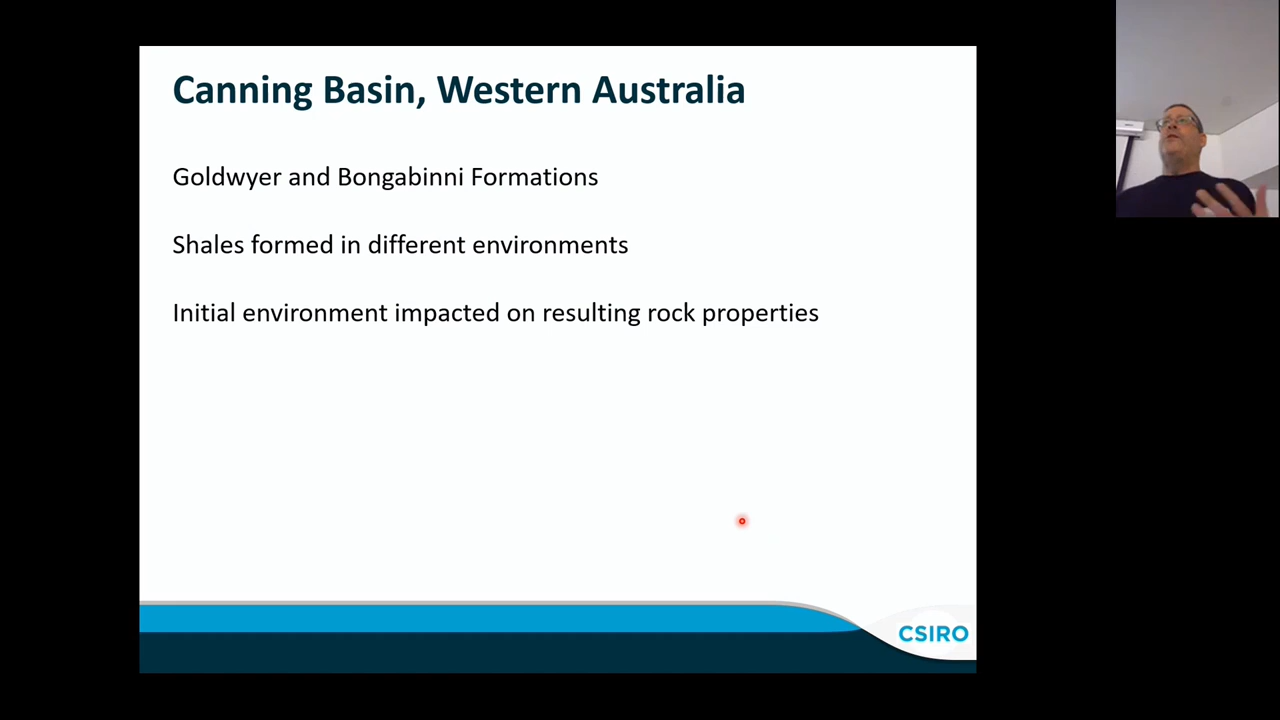 Canning Basin, Western Australia
Goldwyer and Bongabinni Formations
Shales formed in different environments
Initial environment impacted on resulting rock properties
CSIRO